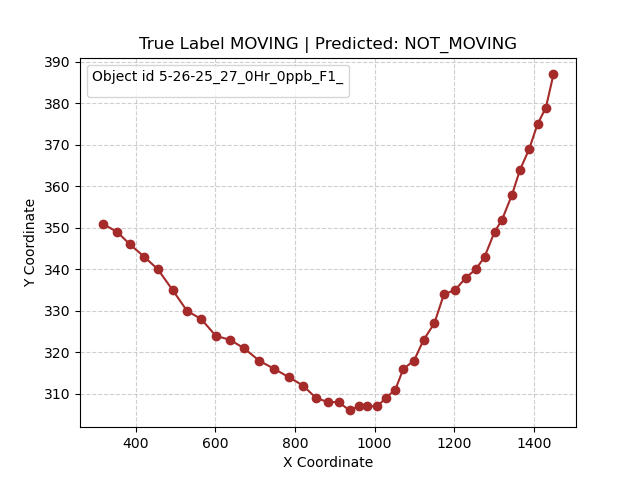 True Label MOVING | Predicted: NOT_MOVING
Object id 5-26-25_27_0Hr_0ppb_F1_
390
380
370
360
350
340
330
320
310
Y Coordinate
400 600 800 1000 1200 1400
X Coordinate